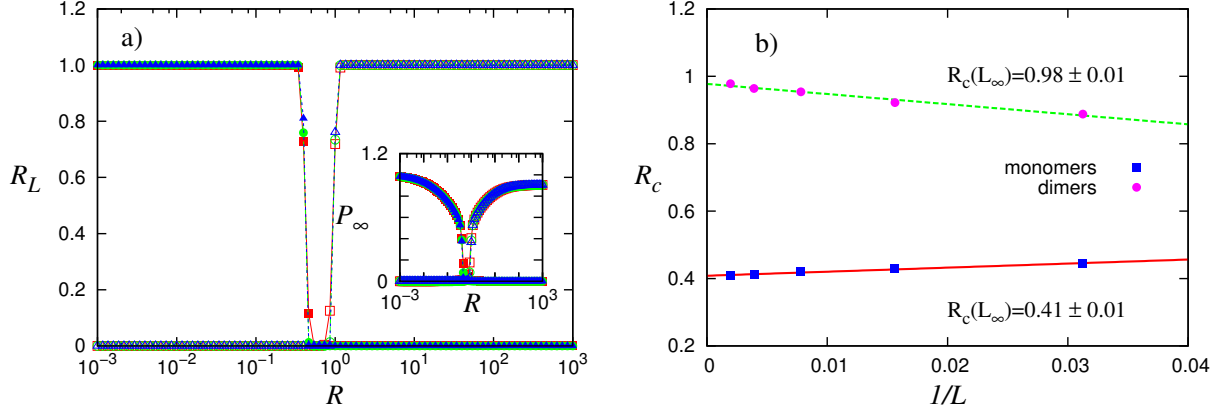 a)
1.2
1.0
0.8
0.6
0.4
0.2
0
R_L
10^{-3}
10^{-2}
10^{-1}
10^0
10^1
10^2
10^3
R
1.2
0
P_∞
10^{-3}
R
10^3
b)
1.2
1
0.8
0.6
0.4
0.2
R_c
R_c(L_∞)=0.98 ± 0.01
monomers
dimers
R_c(L_∞)=0.41 ± 0.01
0
0.01
0.02
0.03
0.04
1/L